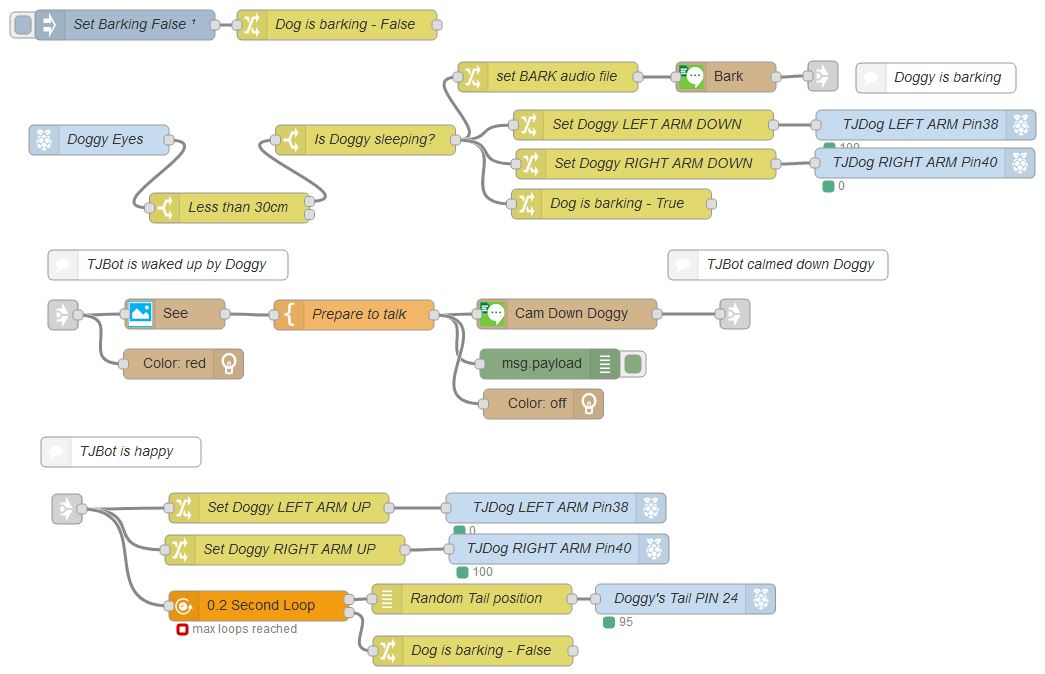 Set Barking False ¹
Dog is barking - False
set BARK audio file
Bark
Doggy is barking
Doggy Eyes
Is Doggy sleeping?
Set Doggy LEFT ARM DOWN
TJDog LEFT ARM Pin38
100
Set Doggy RIGHT ARM DOWN
TJDog RIGHT ARM Pin40
0
Less than 30cm
Dog is barking - True
TJBot is waked up by Doggy
TJBot calmed down Doggy
See
Prepare to talk
Cam Down Doggy
Color: red
msg.payload
Color: off
TJBot is happy
Set Doggy LEFT ARM UP
TJDog LEFT ARM Pin38
0
Set Doggy RIGHT ARM UP
TJDog RIGHT ARM Pin40
100
0.2 Second Loop
Random Tail position
Doggy's Tail PIN 24
max loops reached
95
Dog is barking - False